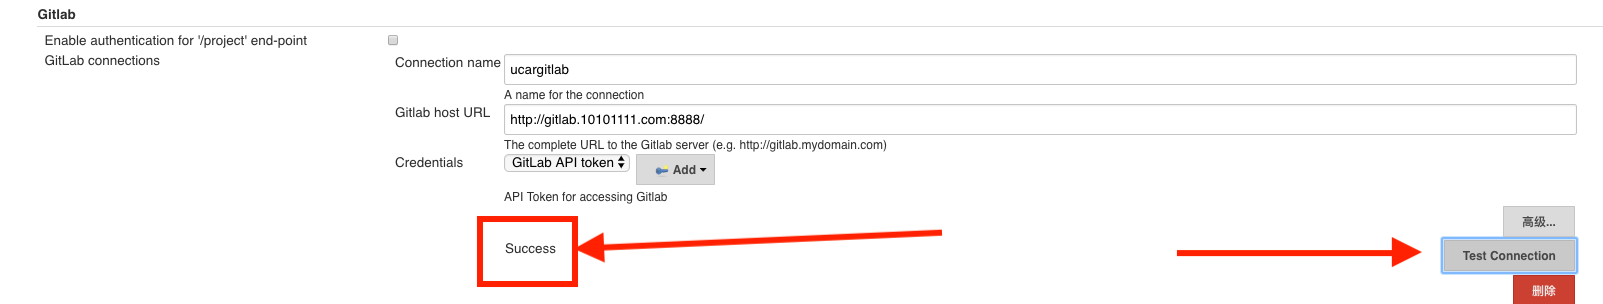 Gitlab
Enable authentication for '/project' end-point
GitLab connections
Connection name
ucargitlab
A name for the connection
Gitlab host URL
http://gitlab.10101111.com:8888/
The complete URL to the Gitlab server (e.g. http://gitlab.mydomain.com)
Credentials
GitLab API token
Add
API Token for accessing Gitlab
高级...
Success
Test Connection
删除